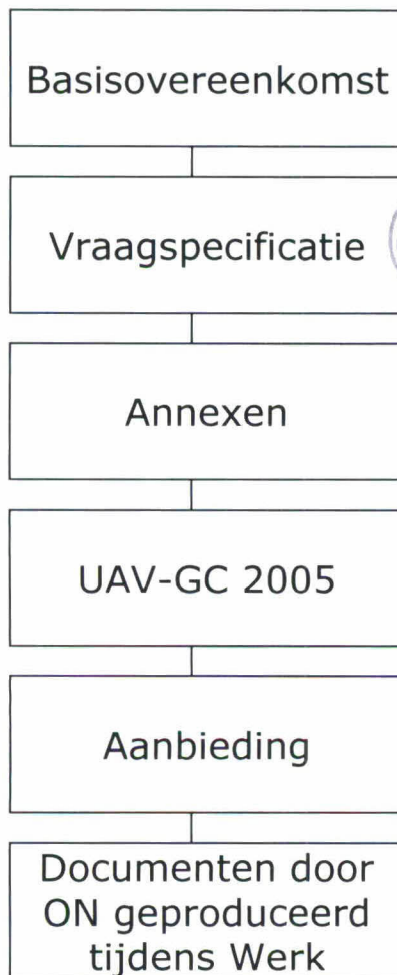 Basisovereenkomst
Vraagspecificatie
Annexen
UAV-GC 2005
Aanbieding
Documenten door
ON geproduceerd
tijdens Werk